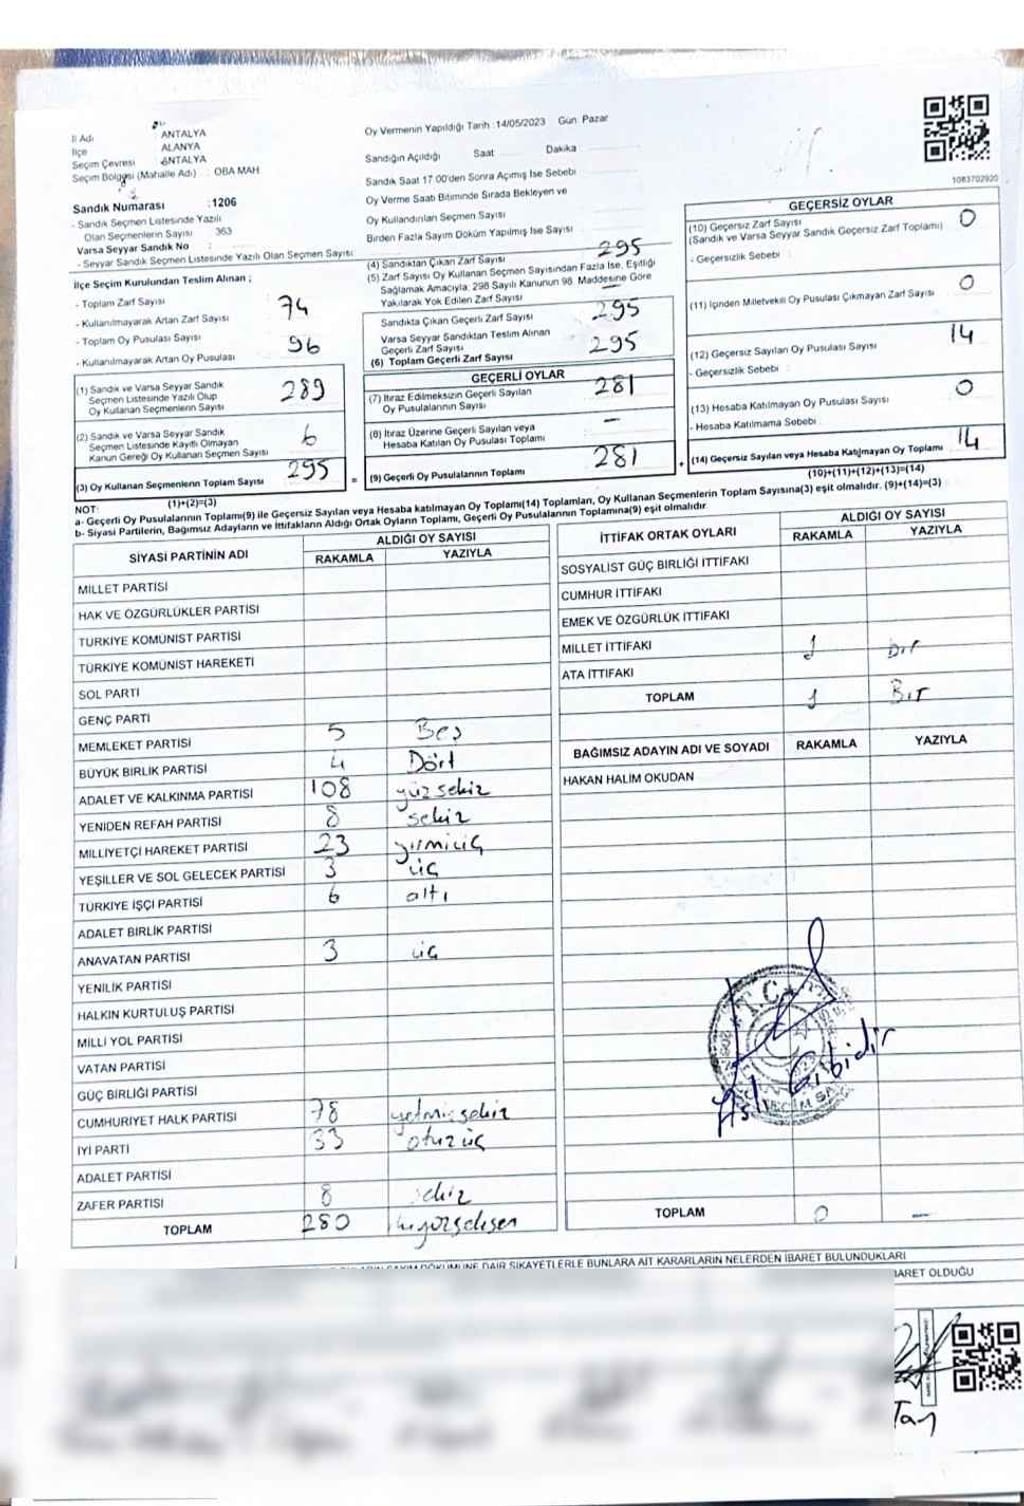 İl Adı : ANTALYA
İlçe : ALANYA
Seçim Çevresi : ANTALYA
Seçim Bölgesi (Mahalle Adı) : OBA MAH
Sandık Numarası : 1206
- Sandık Seçmen Listesinde Yazılı
Olan Seçmenlerin Sayısı : 363
Varsa Seyyar Sandık No :
- Seyyar Sandık Seçmen Listesinde Yazılı Olan Seçmen Sayısı:
Oy Vermenin Yapıldığı Tarih :14/05/2023 Gün Pazar
Sandığın Açıldığı Saat Dakika
Sandık Saat 17.00'den Sonra Açılmış İse Sebebi
Oy Verme Saati Bitiminde Sırada Bekleyen ve
Oy Kullandırılan Seçmen Sayısı
Birden Fazla Sayım Döküm Yapılmış İse Sayısı
1083702920
İlçe Seçim Kurulundan Teslim Alınan ;
- Toplam Zarf Sayısı
- Kullanılmayarak Artan Zarf Sayısı 74
- Toplam Oy Pusulası Sayısı
- Kullanılmayarak Artan Oy Pusulası 96
(1) Sandık ve Varsa Seyyar Sandık
Seçmen Listesinde Yazılı Olup
Oy Kullanan Seçmenlerin Sayısı 289
(2) Sandık ve Varsa Seyyar Sandık
Seçmen Listesinde Kayıtlı Olmayan
Kanun Gereği Oy Kullanan Seçmen Sayısı 6
(3) Oy Kullanan Seçmenlerin Toplam Sayısı 295
(1)+(2)=(3)
(4) Sandıktan Çıkan Zarf Sayısı 295
(5) Zarf Sayısı Oy Kullanan Seçmen Sayısından Fazla İse, Eşitliği
Sağlamak Amacıyla; 298 Sayılı Kanunun 98. Maddesine Göre
Yakılarak Yok Edilen Zarf Sayısı —
Sandıkta Çıkan Geçerli Zarf Sayısı 295
Varsa Seyyar Sandıktan Teslim Alınan
Geçerli Zarf Sayısı
(6) Toplam Geçerli Zarf Sayısı 295
GEÇERLİ OYLAR
(7) İtiraz Edilmeksizin Geçerli Sayılan
Oy Pusulalarının Sayısı 281
(8) İtiraz Üzerine Geçerli Sayılan veya
Hesaba Katılan Oy Pusulası Toplamı —
= (9) Geçerli Oy Pusulalarının Toplamı 281
GEÇERSİZ OYLAR
(10) Geçersiz Zarf Sayısı 0
(Sandık ve Varsa Seyyar Sandık Geçersiz Zarf Toplamı)
- Geçersizlik Sebebi :
(11) İçinden Milletvekili Oy Pusulası Çıkmayan Zarf Sayısı 0
(12) Geçersiz Sayılan Oy Pusulası Sayısı 14
- Geçersizlik Sebebi :
(13) Hesaba Katılmayan Oy Pusulası Sayısı 0
- Hesaba Katılmama Sebebi :
+ (14) Geçersiz Sayılan veya Hesaba Katılmayan Oy Toplamı 14
(10)+(11)+(12)+(13)=(14)
NOT:
a- Geçerli Oy Pusulalarının Toplamı(9) ile Geçersiz Sayılan veya Hesaba katılmayan Oy Toplamı(14) Toplamları, Oy Kullanan Seçmenlerin Toplam Sayısına(3) eşit olmalıdır. (9)+(14)=(3)
b- Siyasi Partilerin, Bağımsız Adayların ve İttifakların Aldığı Ortak Oyların Toplamı, Geçerli Oy Pusulalarının Toplamına(9) eşit olmalıdır
SİYASİ PARTİNİN ADI ALDIĞI OY SAYISI
RAKAMLA YAZIYLA
MİLLET PARTİSİ
HAK VE ÖZGÜRLÜKLER PARTİSİ
TÜRKİYE KOMÜNİST PARTİSİ
TÜRKİYE KOMÜNİST HAREKETİ
SOL PARTİ
GENÇ PARTİ
MEMLEKET PARTİSİ 5 Beş
BÜYÜK BİRLİK PARTİSİ 4 Dört
ADALET VE KALKINMA PARTİSİ 108 yüzsekiz
YENİDEN REFAH PARTİSİ 8 sekiz
MİLLİYETÇİ HAREKET PARTİSİ 23 yirmiüç
YEŞİLLER VE SOL GELECEK PARTİSİ 3 üç
TÜRKİYE İŞÇİ PARTİSİ 6 altı
ADALET BİRLİK PARTİSİ
ANAVATAN PARTİSİ 3 üç
YENİLİK PARTİSİ
HALKIN KURTULUŞ PARTİSİ
MİLLİ YOL PARTİSİ
VATAN PARTİSİ
GÜÇ BİRLİĞİ PARTİSİ
CUMHURİYET HALK PARTİSİ 78 yetmişsekiz
İYİ PARTİ 33 otuzüç
ADALET PARTİSİ
ZAFER PARTİSİ 8 sekiz
TOPLAM 280 ikiyüzseksen
İTTİFAK ORTAK OYLARI ALDIĞI OY SAYISI
RAKAMLA YAZIYLA
SOSYALİST GÜÇ BİRLİĞİ İTTİFAKI
CUMHUR İTTİFAKI
EMEK VE ÖZGÜRLÜK İTTİFAKI
MİLLET İTTİFAKI 1 Bir
ATA İTTİFAKI
TOPLAM 1 Bir
BAĞIMSIZ ADAYIN ADI VE SOYADI RAKAMLA YAZIYLA
HAKAN HALİM OKUDAN
T.C.
Aslı Gibidir
TOPLAM 0 —
DAİR ŞİKAYETLERLE BUNLARA AİT KARARLARIN NELERDEN İBARET BULUNDUKLARI
İBARET OLDUĞU